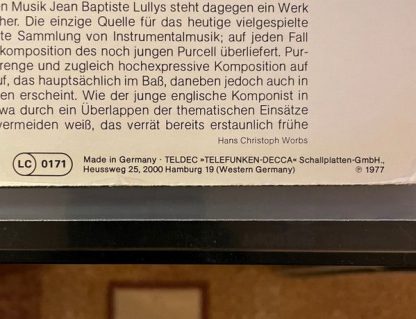 n Musik Jean Baptiste Lullys steht dagegen ein Werk
her. Die einzige Quelle für das heutige vielgespielte
te Sammlung von Instrumentalmusik; auf jeden Fall
komposition des noch jungen Purcell überliefert. Pur-
renge und zugleich hochexpressive Komposition auf
uf, das hauptsächlich im Baß, daneben jedoch auch in
en erscheint. Wie der junge englische Komponist in
wa durch ein Überlappen der thematischen Einsätze
vermeiden weiß, das verrät bereits erstaunlich frühe
Hans Christoph Worbs
LC 0171
Made in Germany · TELDEC »TELEFUNKEN-DECCA« Schallplatten-GmbH.,
Heussweg 25, 2000 Hamburg 19 (Western Germany) ℗ 1977